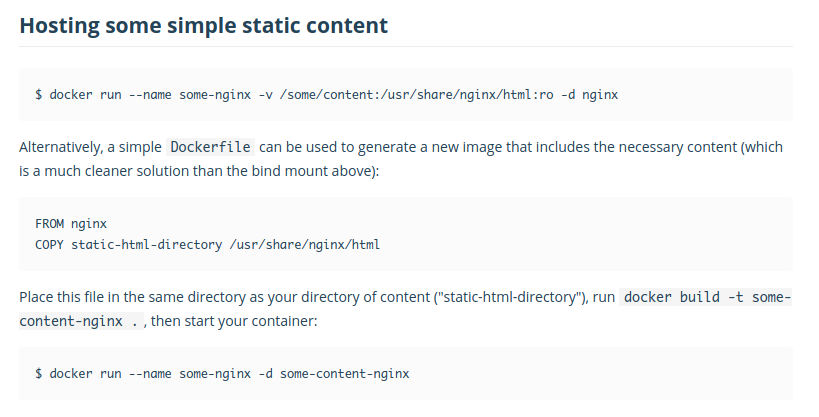 Hosting some simple static content
$ docker run --name some-nginx -v /some/content:/usr/share/nginx/html:ro -d nginx
Alternatively, a simple Dockerfile can be used to generate a new image that includes the necessary content (which
is a much cleaner solution than the bind mount above):
FROM nginx
COPY static-html-directory /usr/share/nginx/html
Place this file in the same directory as your directory of content ("static-html-directory"), run docker build -t some-
content-nginx . , then start your container:
$ docker run --name some-nginx -d some-content-nginx